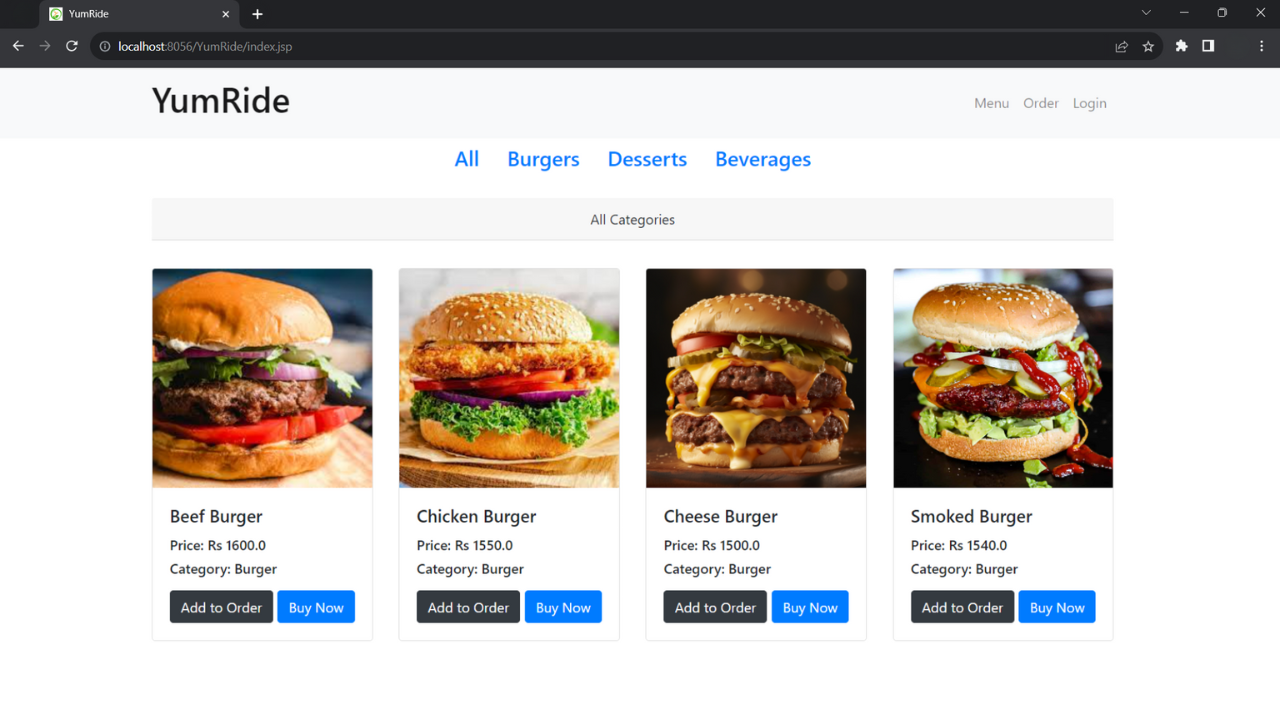 YumRide
localhost:8056/YumRide/index.jsp
YumRide
Menu Order Login
All Burgers Desserts Beverages
All Categories
Beef Burger
Price: Rs 1600.0
Category: Burger
Add to Order Buy Now
Chicken Burger
Price: Rs 1550.0
Category: Burger
Add to Order Buy Now
Cheese Burger
Price: Rs 1500.0
Category: Burger
Add to Order Buy Now
Smoked Burger
Price: Rs 1540.0
Category: Burger
Add to Order Buy Now